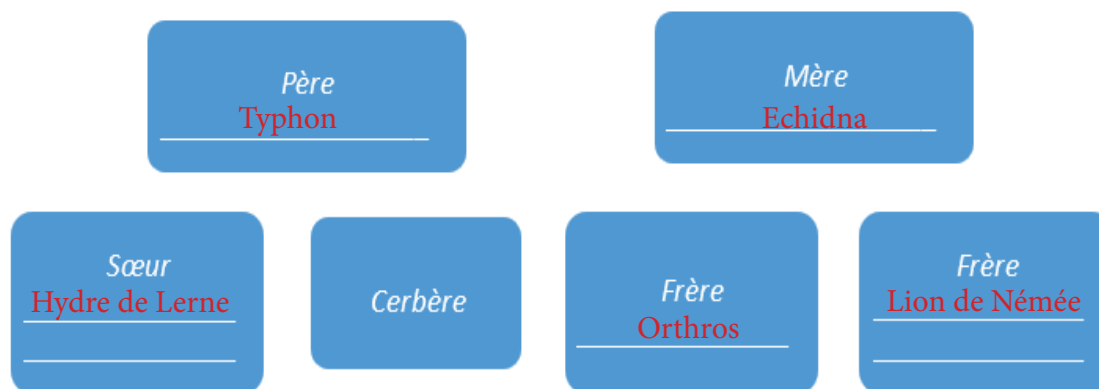 Père
Typhon
Mère
Echidna
Sœur
Hydre de Lerne
Cerbère
Frère
Orthros
Frère
Lion de Némée